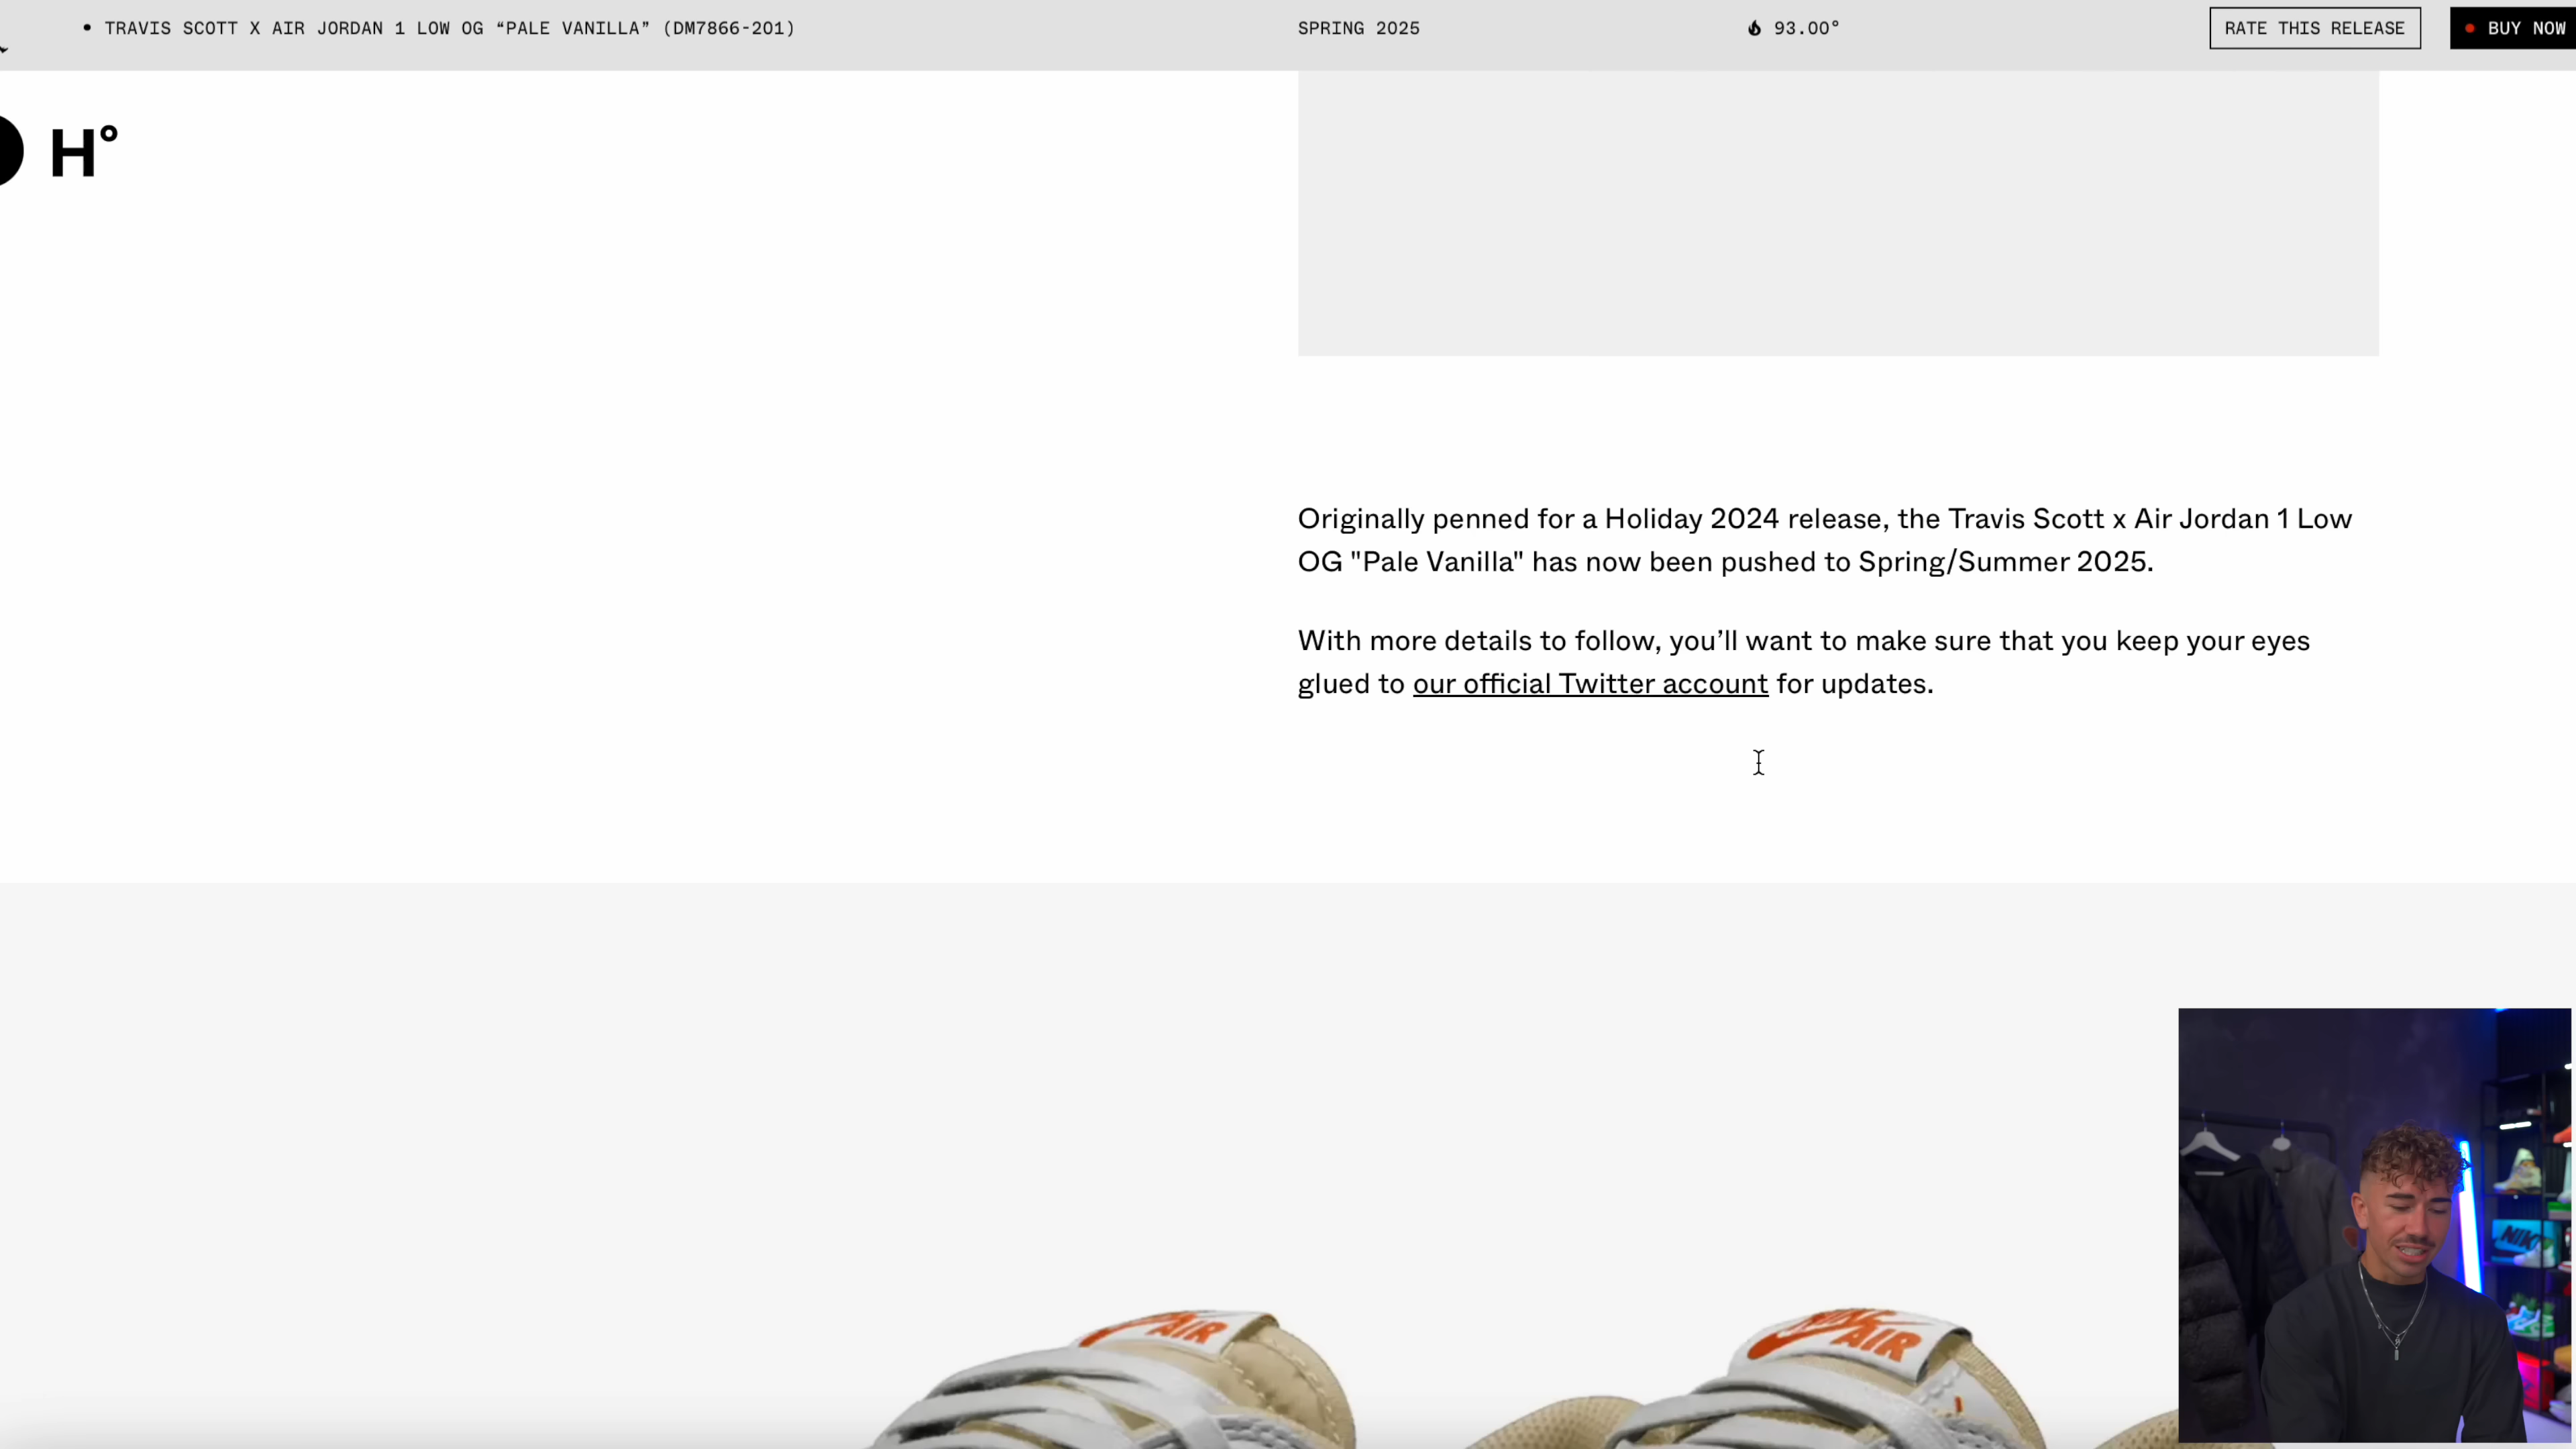 • TRAVIS SCOTT X AIR JORDAN 1 LOW OG “PALE VANILLA” (DM7866-201)
SPRING 2025
93.00°
RATE THIS RELEASE
BUY NOW
H°
Originally penned for a Holiday 2024 release, the Travis Scott x Air Jordan 1 Low
OG "Pale Vanilla" has now been pushed to Spring/Summer 2025.
With more details to follow, you’ll want to make sure that you keep your eyes
glued to our official Twitter account for updates.
AIR
AIR
NIKE